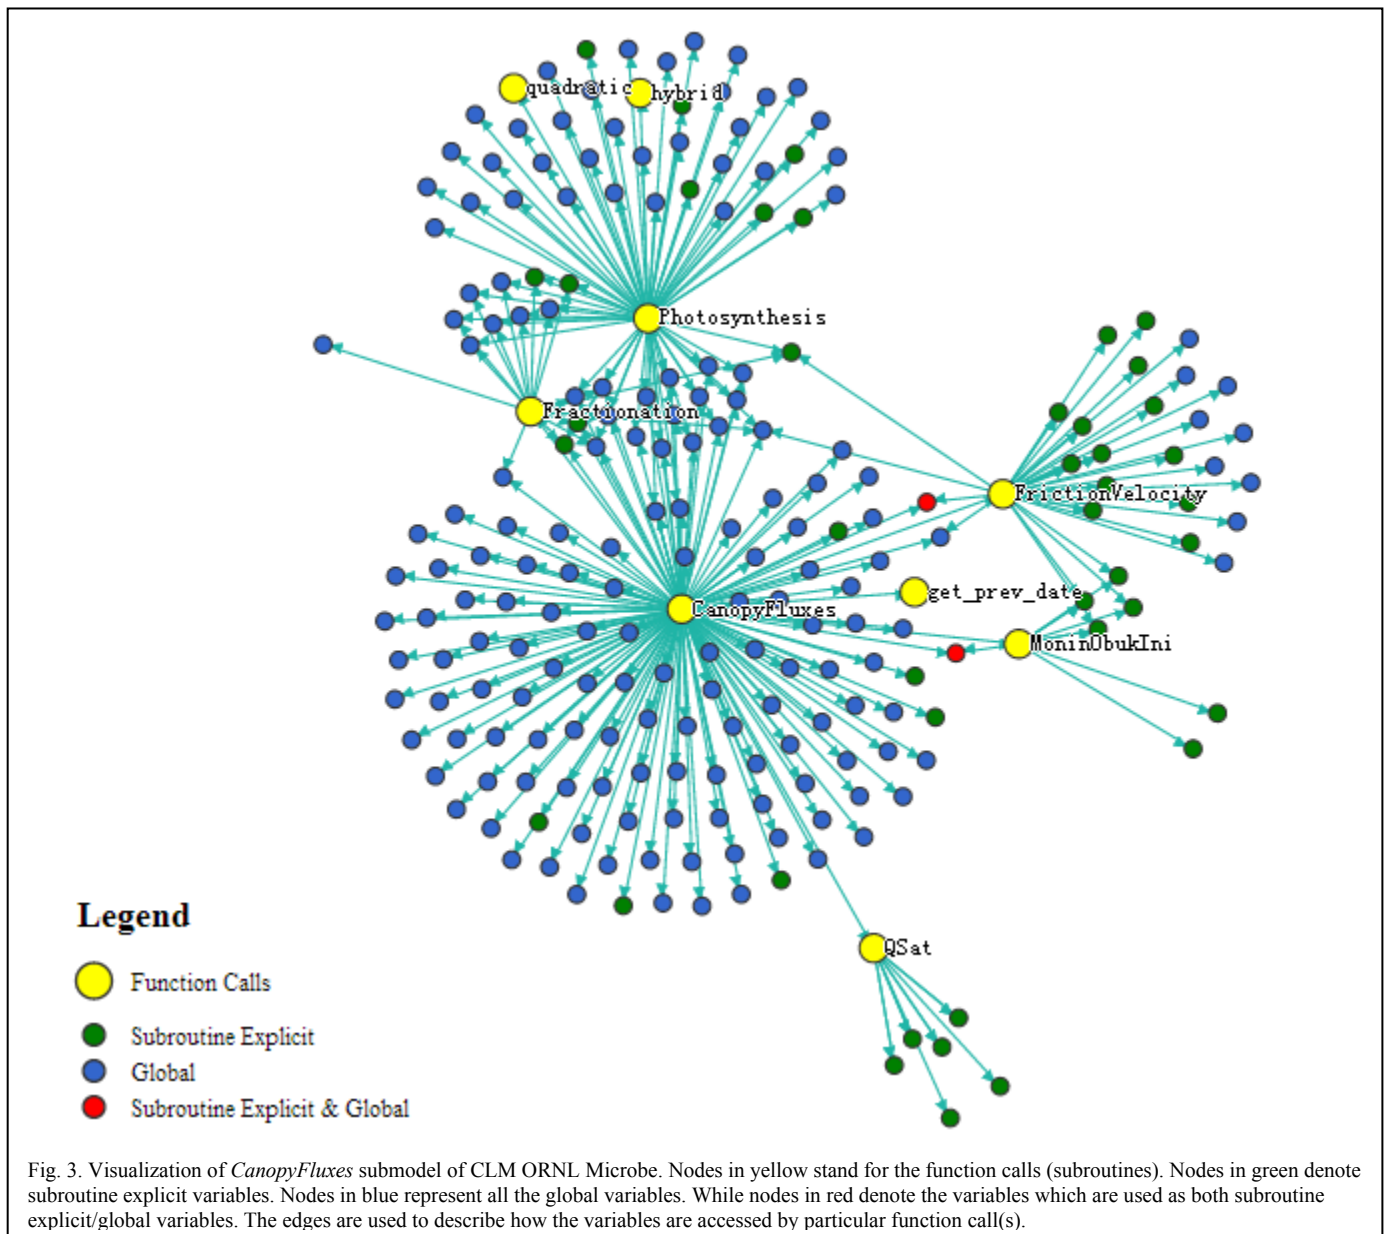 quadratic
hybrid
Photosynthesis
Fractionation
FrictionVelocity
get_prev_date
CanopyFluxes
MoninObukIni
QSat
Legend
Function Calls
Subroutine Explicit
Global
Subroutine Explicit & Global
Fig. 3. Visualization of CanopyFluxes submodel of CLM ORNL Microbe. Nodes in yellow stand for the function calls (subroutines). Nodes in green denote
subroutine explicit variables. Nodes in blue represent all the global variables. While nodes in red denote the variables which are used as both subroutine
explicit/global variables. The edges are used to describe how the variables are accessed by particular function call(s).